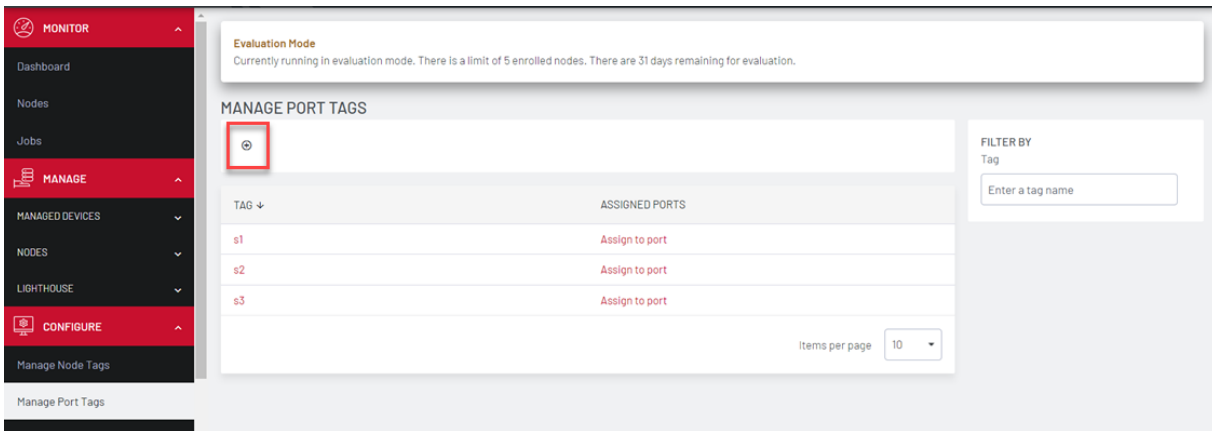 MONITOR
Dashboard
Nodes
Jobs
MANAGE
MANAGED DEVICES
NODES
LIGHTHOUSE
CONFIGURE
Manage Node Tags
Manage Port Tags
Evaluation Mode
Currently running in evaluation mode. There is a limit of 5 enrolled nodes. There are 31 days remaining for evaluation.
MANAGE PORT TAGS
TAG ASSIGNED PORTS
s1 Assign to port
s2 Assign to port
s3 Assign to port
Items per page 10
FILTER BY
Tag
Enter a tag name